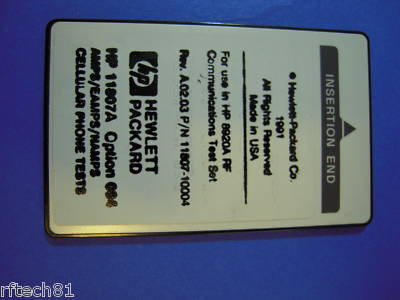 INSERTION END
● Hewlett-Packard Co.
1991
All Rights Reserved
Made in USA
For use in HP 8920A RF
Communications Test Set
Rev. A.02.03 P/N 11807-10004
hp HEWLETT
PACKARD
HP 11807A Option 004
AMPS/EAMPS/NAMPS
CELLULAR PHONE TESTS
rftech81